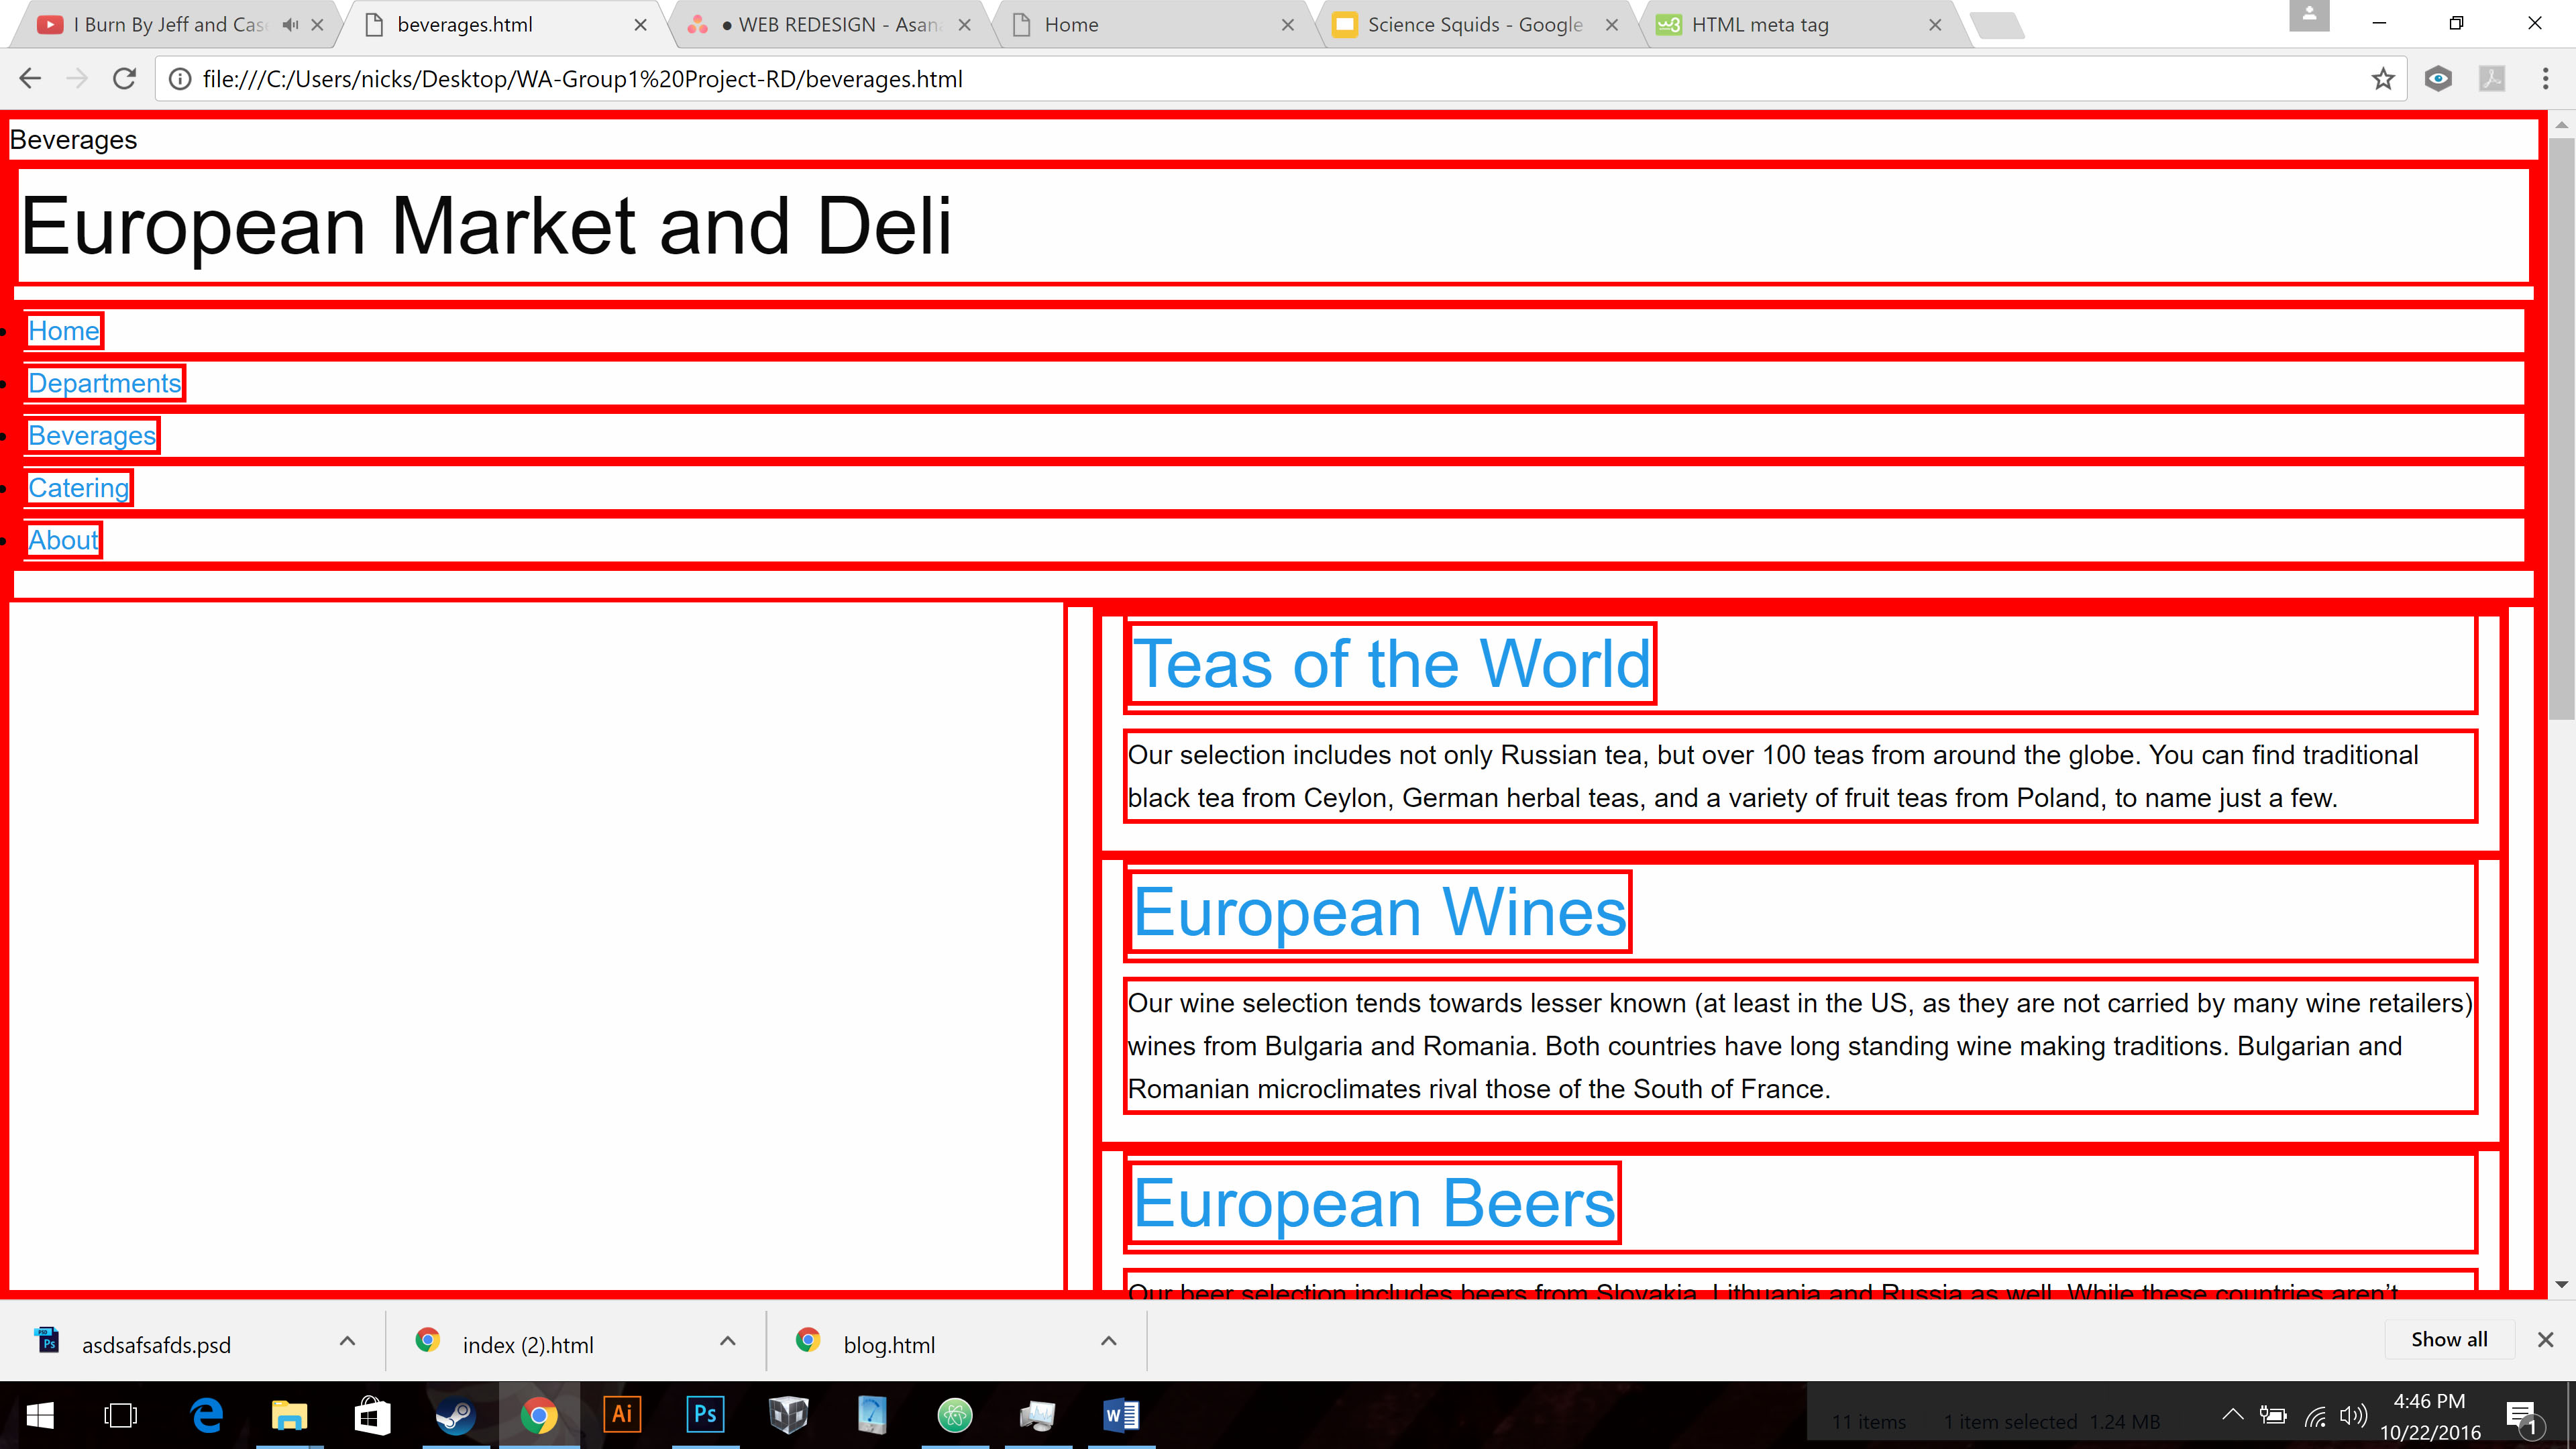 I Burn By Jeff and Cas
beverages.html
● WEB REDESIGN - Asan
Home
Science Squids - Google
HTML meta tag
file:///C:/Users/nicks/Desktop/WA-Group1%20Project-RD/beverages.html
Beverages
European Market and Deli
Home
Departments
Beverages
Catering
About
Teas of the World
Our selection includes not only Russian tea, but over 100 teas from around the globe. You can find traditional
black tea from Ceylon, German herbal teas, and a variety of fruit teas from Poland, to name just a few.
European Wines
Our wine selection tends towards lesser known (at least in the US, as they are not carried by many wine retailers)
wines from Bulgaria and Romania. Both countries have long standing wine making traditions. Bulgarian and
Romanian microclimates rival those of the South of France.
European Beers
Our beer selection includes beers from Slovakia, Lithuania and Russia as well. While these countries aren't
asdsafsafds.psd
index (2).html
blog.html
Show all
11 items 1 item selected 1.24 MB
4:46 PM
10/22/2016
1